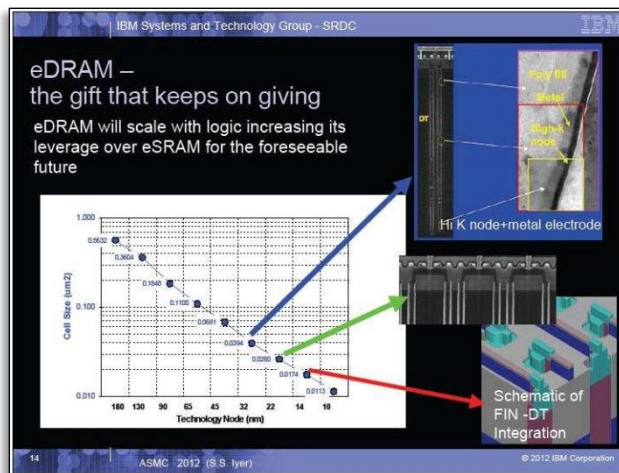 IBM Systems and Technology Group - SRDC
IBM
eDRAM –
the gift that keeps on giving
eDRAM will scale with logic increasing its
leverage over eSRAM for the foreseeable
future
Poly fill
Metal
High-k
node
DT
Hi K node+metal electrode
Cell Size (um2)
1.000
0.100
0.010
0.5632
0.3604
0.1848
0.1100
0.0681
0.0394
0.0260
0.0174
0.0113
180 130 90 65 45 32 22 14 10
Technology Node (nm)
Schematic of
FIN -DT
Integration
14
ASMC 2012 (S.S. Iyer)
© 2012 IBM Corporation